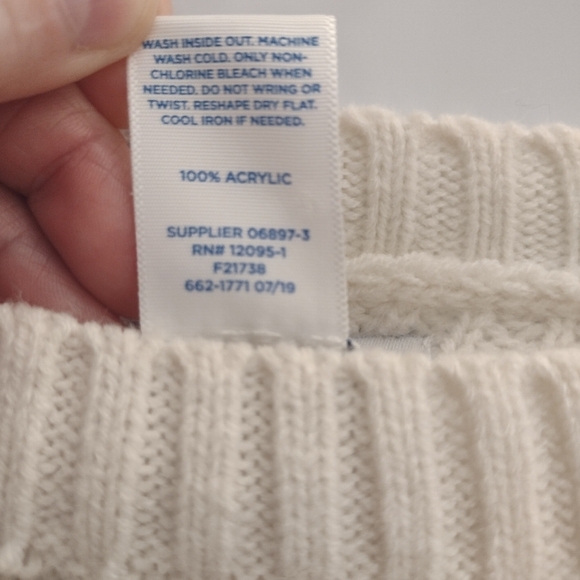 WASH INSIDE OUT. MACHINE
WASH COLD. ONLY NON-
CHLORINE BLEACH WHEN
NEEDED. DO NOT WRING OR
TWIST. RESHAPE DRY FLAT.
COOL IRON IF NEEDED.
100% ACRYLIC
SUPPLIER 06897-3
RN# 12095-1
F21738
662-1771 07/19